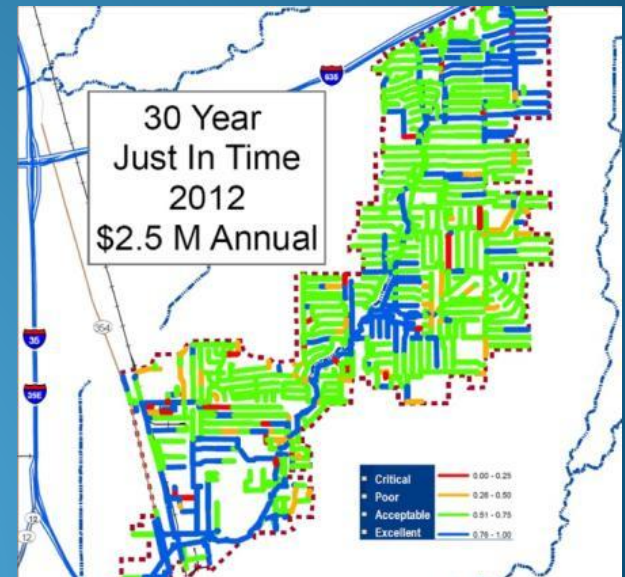 635
30 Year
Just In Time
2012
$2.5 M Annual
354
35
35E
12
12
Critical 0.00 - 0.25
Poor 0.26 - 0.50
Acceptable 0.51 - 0.75
Excellent 0.76 - 1.00